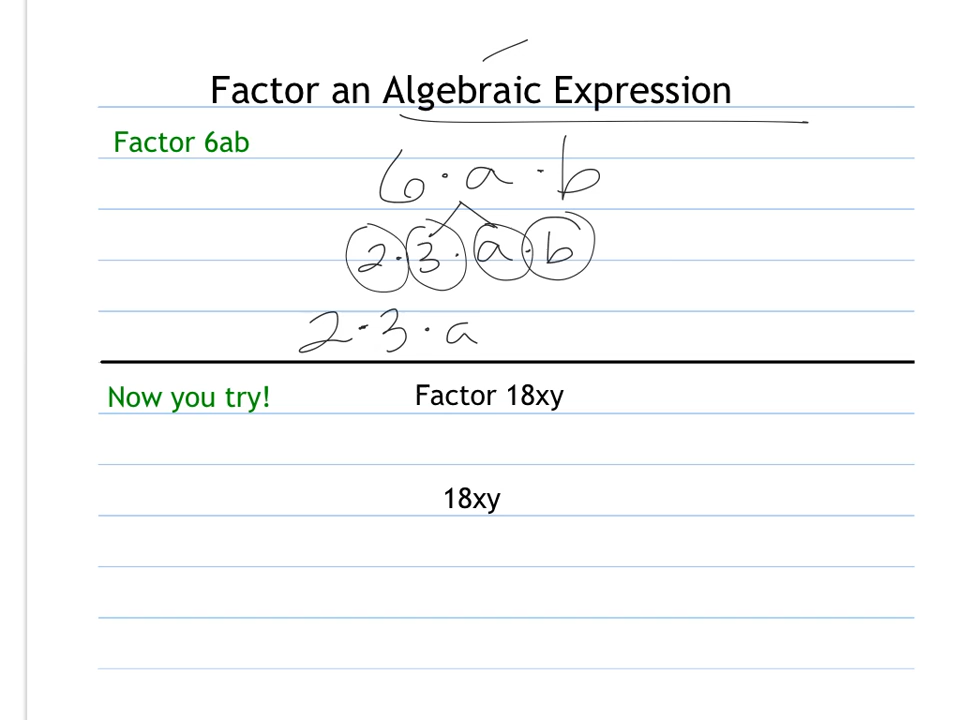 Factor an Algebraic Expression
Factor 6ab
6 · a · b
2 · 3 · a · b
2 · 3 · a
Now you try! Factor 18xy
18xy